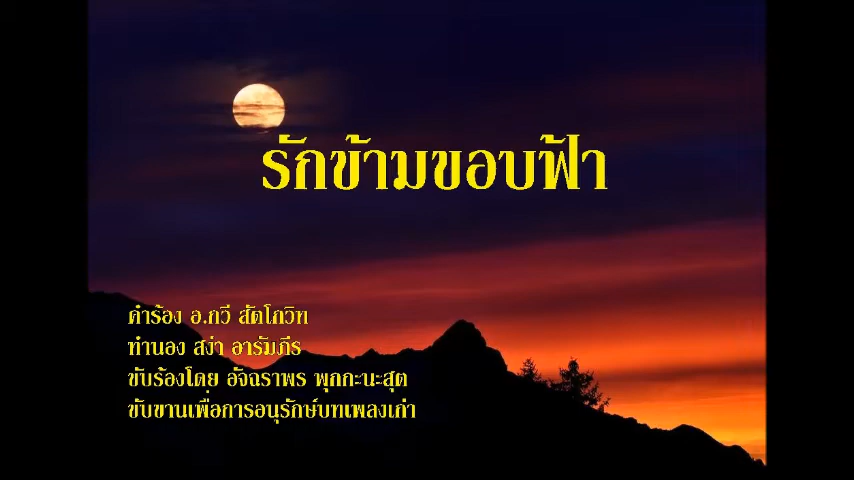 รักข้ามขอบฟ้า
คำร้อง อ.กวี สัตโกวิท
ทำนอง สง่า อารัมภีร
ขับร้องโดย อัจฉราพร พุกกะนะสุต
ขับขานเพื่อการอนุรักษ์บทเพลงเก่า